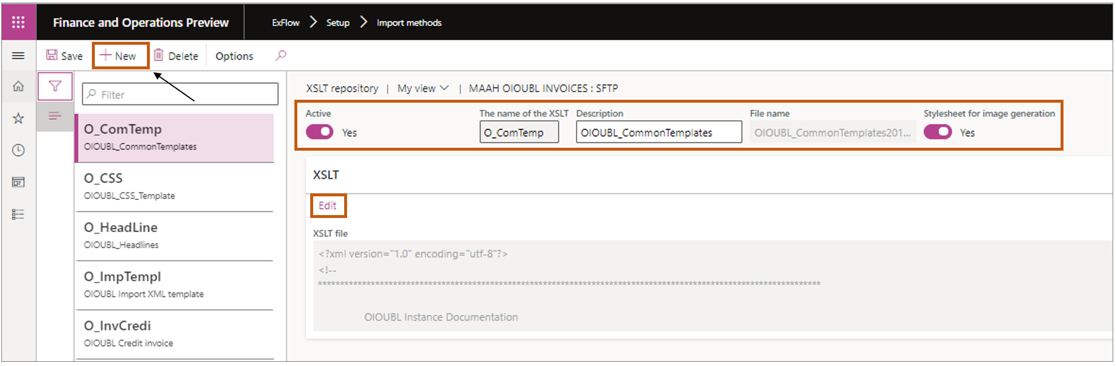 Finance and Operations Preview
ExFlow > Setup > Import methods
Save
New
Delete
Options
Filter
O_ComTemp
OIOUBL_CommonTemplates
O_CSS
OIOUBL_CSS_Template
O_HeadLine
OIOUBL_Headlines
O_ImpTempl
OIOUBL Import XML template
O_InvCredi
OIOUBL Credit invoice
XSLT repository | My view | MAAH OIOUBL INVOICES : SFTP
Active
Yes
The name of the XSLT
O_ComTemp
Description
OIOUBL_CommonTemplates
File name
OIOUBL_CommonTemplates201...
Stylesheet for image generation
Yes
XSLT
Edit
XSLT file
<?xml version="1.0" encoding="utf-8"?>
<!--
OIOUBL Instance Documentation